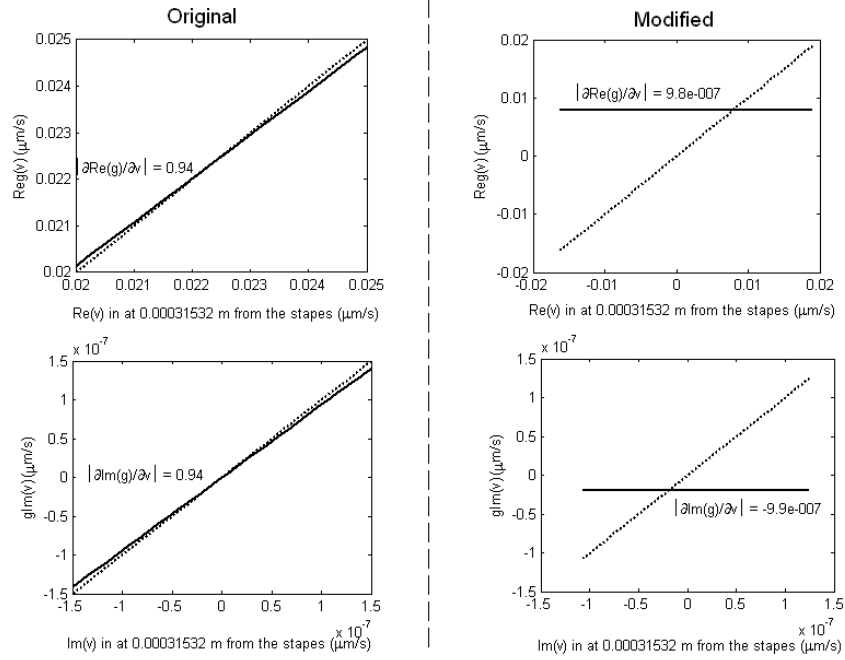 Original
0.025
0.024
0.023
0.022
0.021
0.02
Reg(v) (μm/s)
|∂Re(g)/∂v| = 0.94
0.02 0.021 0.022 0.023 0.024 0.025
Re(v) in at 0.00031532 m from the stapes (μm/s)
Modified
0.02
0.01
0
-0.01
-0.02
Reg(v) (μm/s)
|∂Re(g)/∂v| = 9.8e-007
-0.02 -0.01 0 0.01 0.02
Re(v) in at 0.00031532 m from the stapes (μm/s)
x 10-7
1.5
1
0.5
0
-0.5
-1
-1.5
gIm(v) (μm/s)
|∂Im(g)/∂v| = 0.94
-1.5 -1 -0.5 0 0.5 1 1.5
x 10-7
Im(v) in at 0.00031532 m from the stapes (μm/s)
x 10-7
1.5
1
0.5
0
-0.5
-1
-1.5
gIm(v) (μm/s)
|∂Im(g)/∂v| = -9.9e-007
-1.5 -1 -0.5 0 0.5 1 1.5
x 10-7
Im(v) in at 0.00031532 m from the stapes (μm/s)